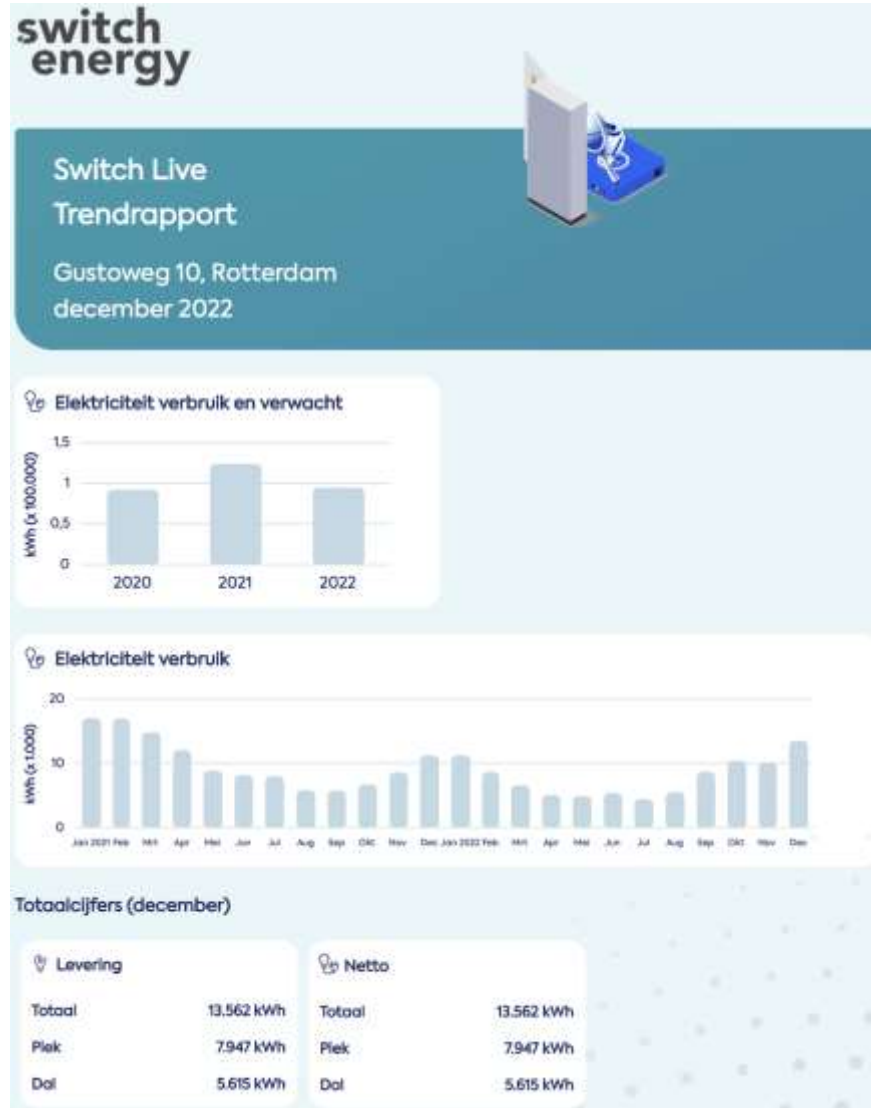 switch
energy
Switch Live
Trendrapport
Gustoweg 10, Rotterdam
december 2022
Elektriciteit verbruik en verwacht
kWh (x 100.000)
1,5
1
0,5
0
2020 2021 2022
Elektriciteit verbruik
kWh (x 1.000)
20
10
0
Jan 2021 Feb Mrt Apr Mei Jun Jul Aug Sep Okt Nov Dec Jan 2022 Feb Mrt Apr Mei Jun Jul Aug Sep Okt Nov Dec
Totaalcijfers (december)
Levering
Totaal 13.562 kWh
Piek 7.947 kWh
Dal 5.615 kWh
Netto
Totaal 13.562 kWh
Piek 7.947 kWh
Dal 5.615 kWh